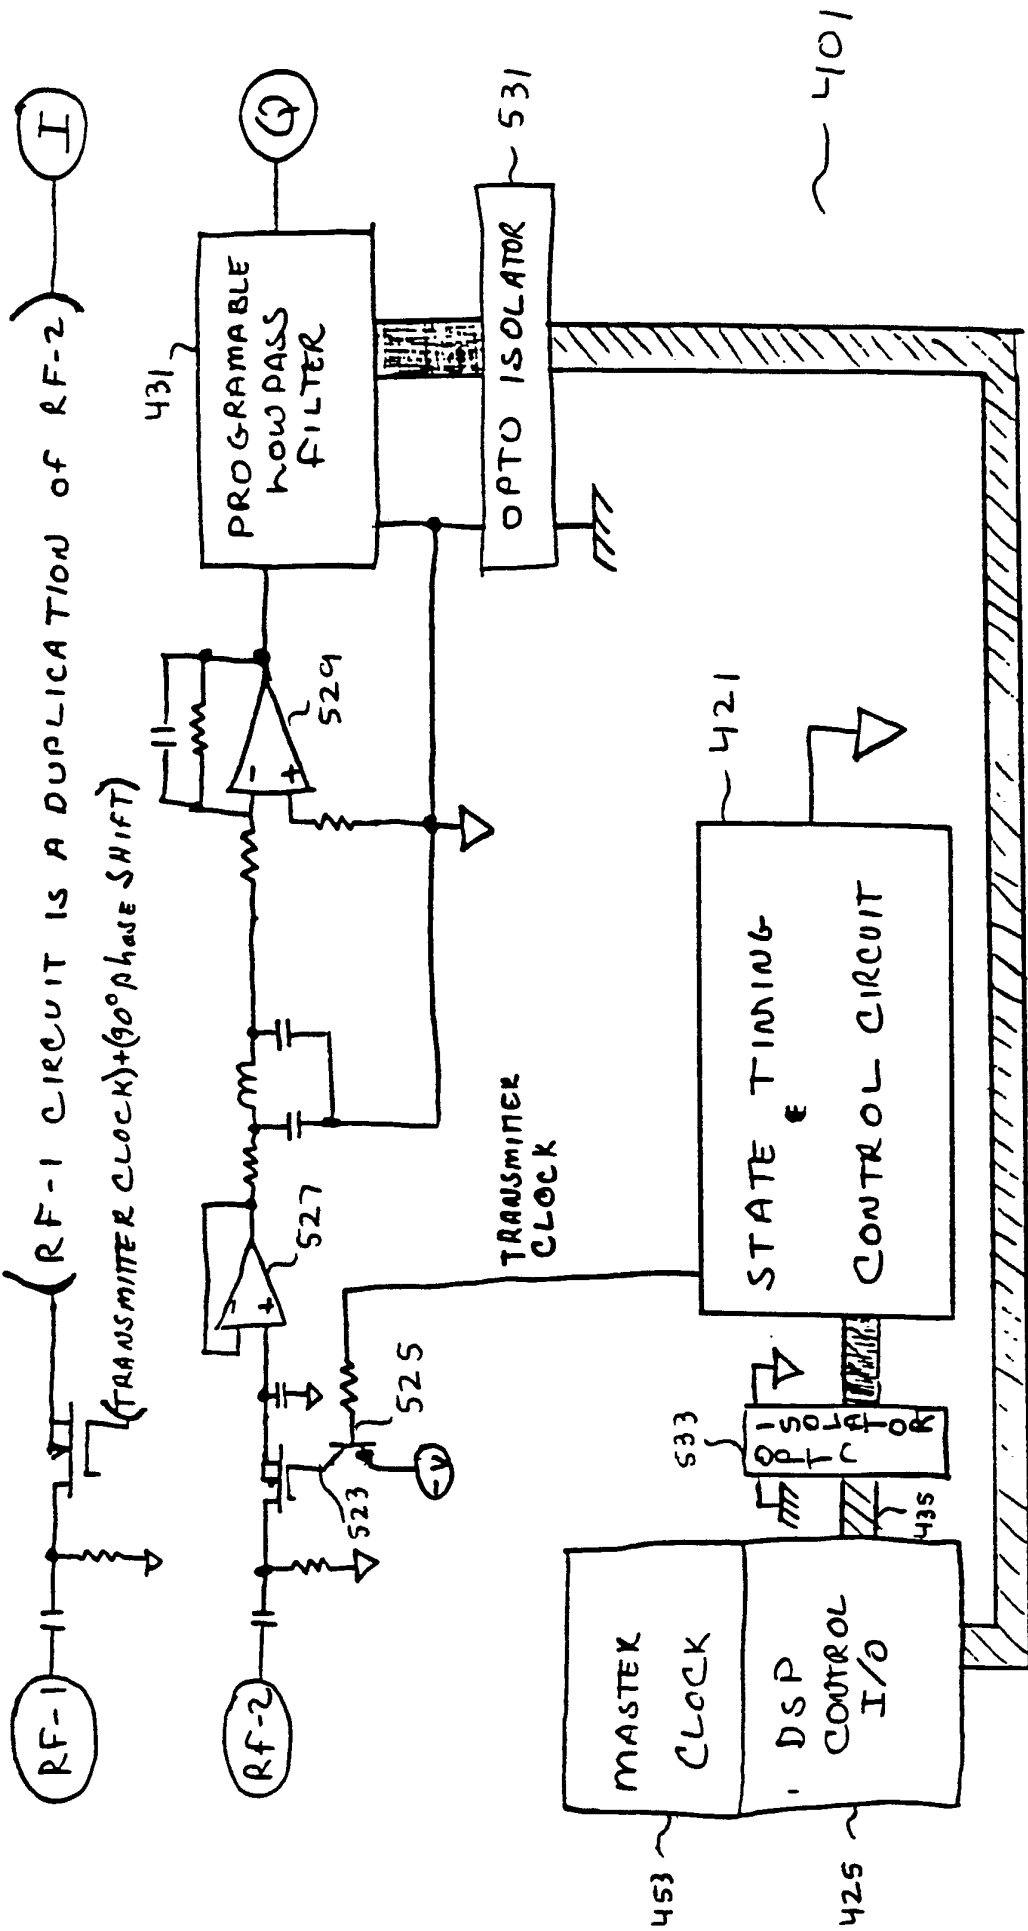 RF-1
(RF-1 CIRCUIT IS A DUPLICATION of RF-2)
I
(TRANSMITTER CLOCK)+(90° PhASE SHIFT)
RF-2
523
525
-V
- +
527
- +
529
431
PROGRAMABLE
LOWPASS
FILTER
Q
TRANSMITTER
CLOCK
OPTO ISOLATOR
531
453
MASTER
CLOCK
425
DSP
CONTROL
I/O
435
533
OPTO
ISOLATOR
STATE TIMING
&
CONTROL CIRCUIT
421
401